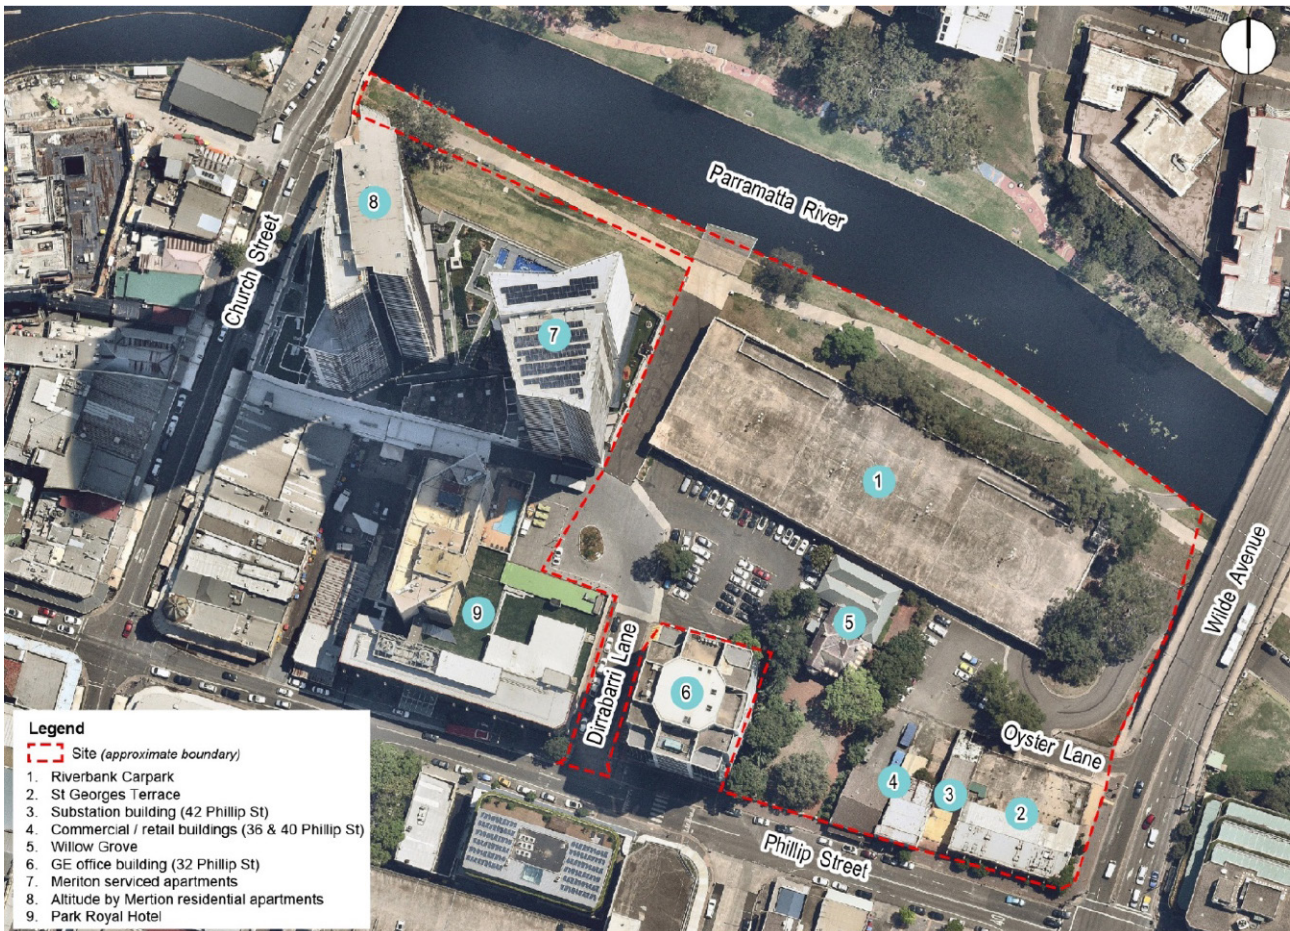 Parramatta River
8
Church Street
7
1
Wilde Avenue
5
9
Dirrabarri Lane
6
Oyster Lane
4
3
2
Phillip Street
Legend
Site (approximate boundary)
1. Riverbank Carpark
2. St Georges Terrace
3. Substation building (42 Phillip St)
4. Commercial / retail buildings (36 & 40 Phillip St)
5. Willow Grove
6. GE office building (32 Phillip St)
7. Meriton serviced apartments
8. Altitude by Mertion residential apartments
9. Park Royal Hotel